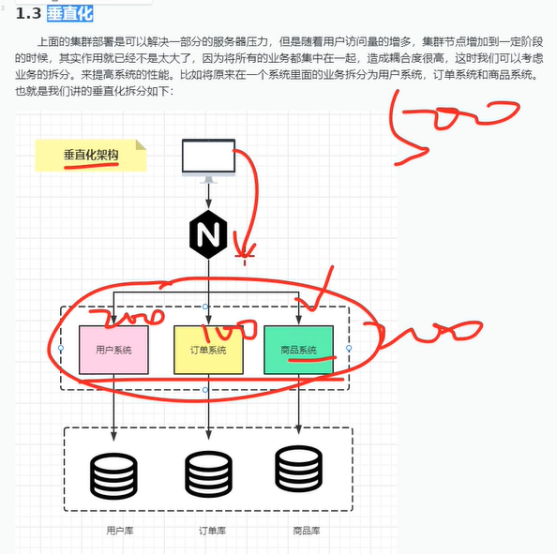 1.3 垂直化
上面的集群部署是可以解决一部分的服务器压力，但是随着用户访问量的增多，集群节点增加到一定阶段
的时候，其实作用就已经不是太大了，因为将所有的业务都集中在一起，造成耦合度很高，这时我们可以考虑
业务的拆分。来提高系统的性能。比如将原来在一个系统里面的业务拆分为用户系统，订单系统和商品系统。
也就是我们讲的垂直化拆分如下：
5000
垂直化架构
N
2000
100
2000
用户系统
订单系统
商品系统
用户库
订单库
商品库